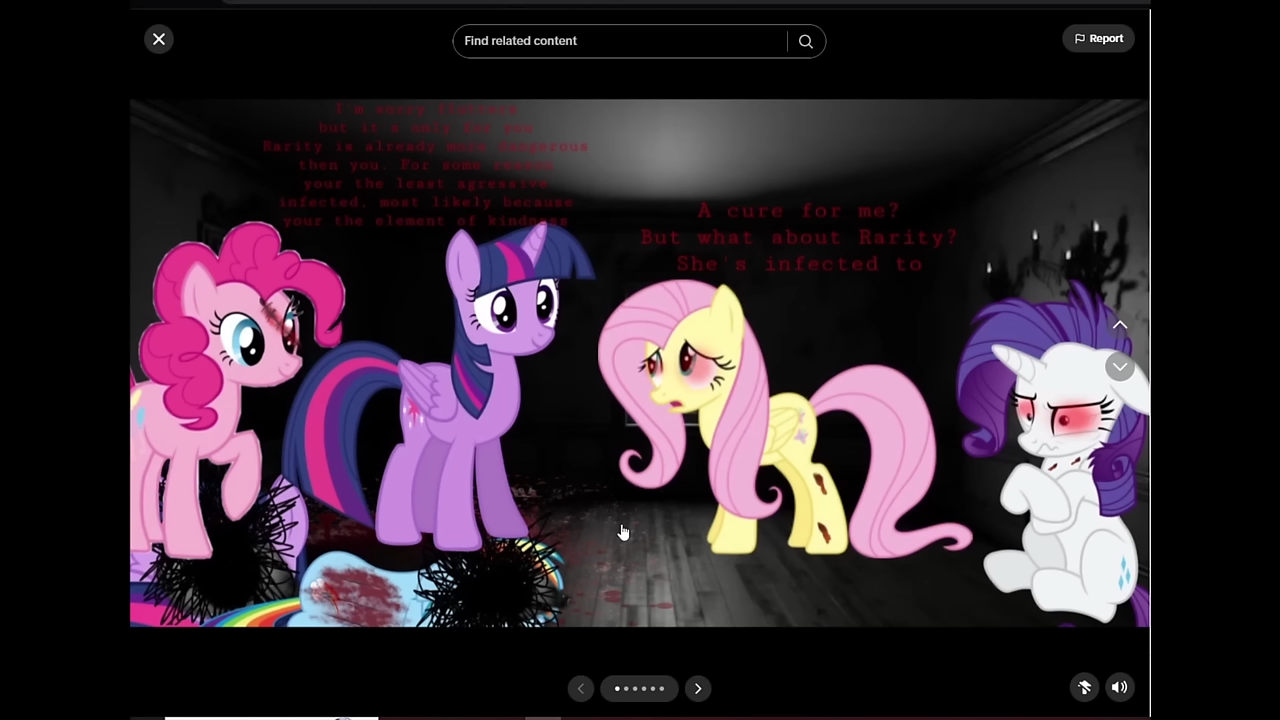 Find related content
Report
I'm sorry
but it's only for you
Rarity is already more dangerous
then you. For some reason
your the least agressive
infected, most likely because
your the element of kindness
A cure for me?
But what about Rarity?
She's infected to